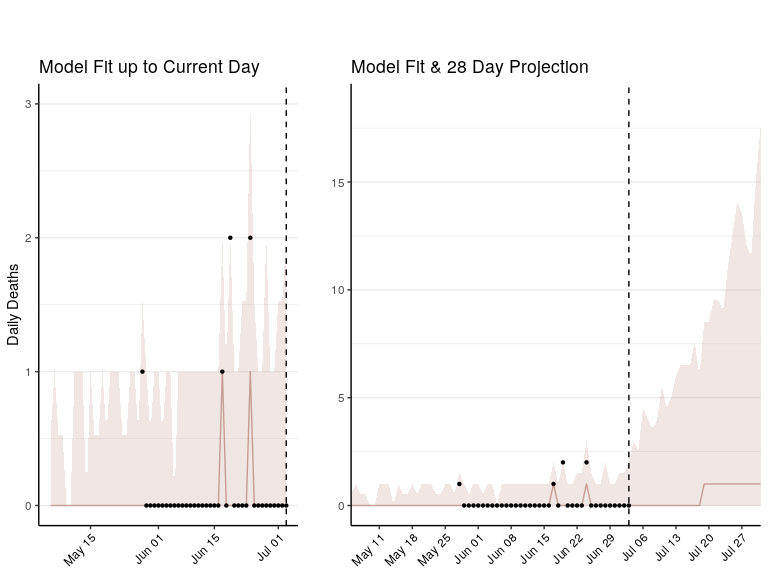 Model Fit up to Current Day
Model Fit & 28 Day Projection
Daily Deaths
3
2
1
0
May 15
Jun 01
Jun 15
Jul 01
15
10
5
0
May 11
May 18
May 25
Jun 01
Jun 08
Jun 15
Jun 22
Jun 29
Jul 06
Jul 13
Jul 20
Jul 27